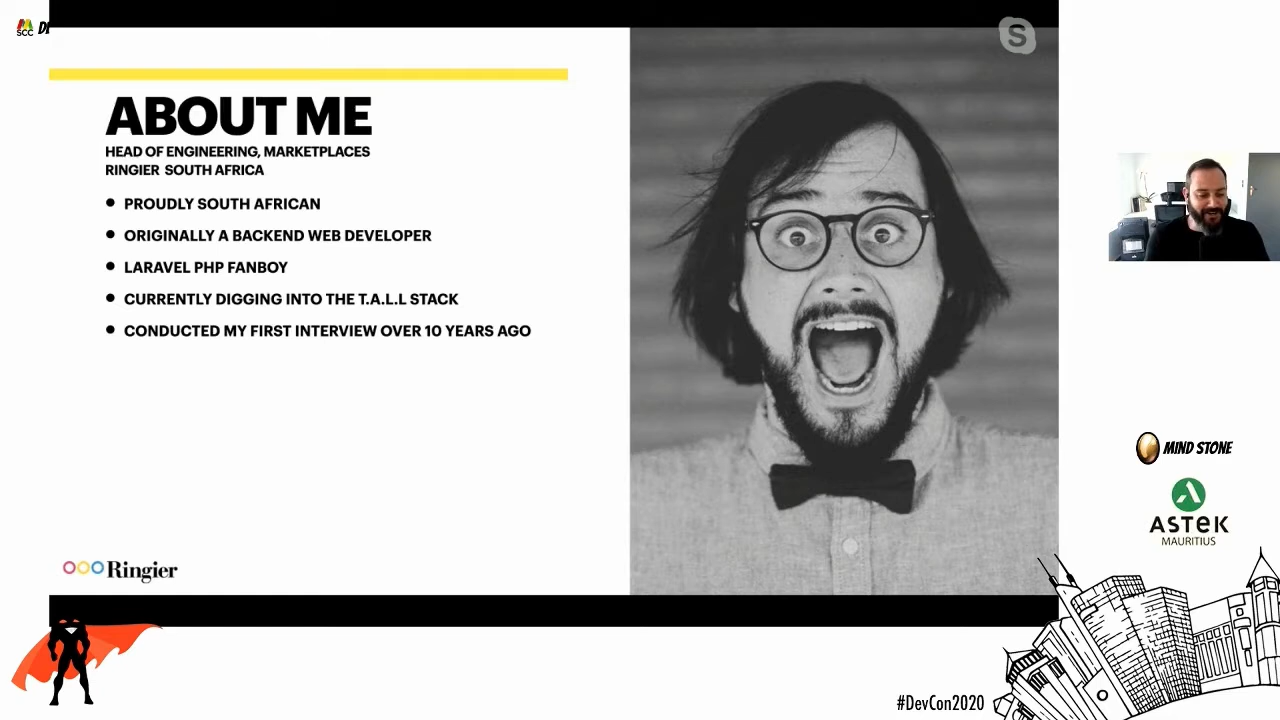 SCC
ABOUT ME
HEAD OF ENGINEERING, MARKETPLACES
RINGIER SOUTH AFRICA
PROUDLY SOUTH AFRICAN
ORIGINALLY A BACKEND WEB DEVELOPER
LARAVEL PHP FANBOY
CURRENTLY DIGGING INTO THE T.A.L.L STACK
CONDUCTED MY FIRST INTERVIEW OVER 10 YEARS AGO
Ringier
S
MIND STONE
ASTEK
MAURITIUS
#DevCon2020